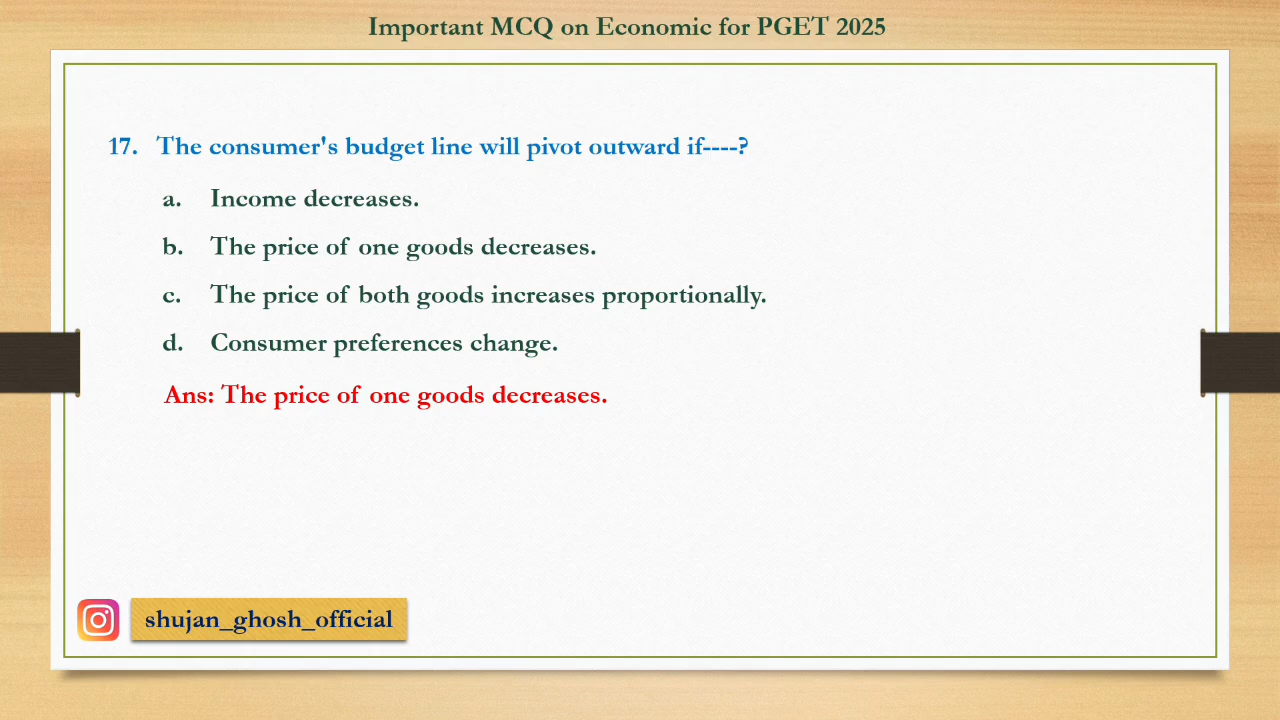 Important MCQ on Economic for PGET 2025
17. The consumer's budget line will pivot outward if----?
a. Income decreases.
b. The price of one goods decreases.
c. The price of both goods increases proportionally.
d. Consumer preferences change.
Ans: The price of one goods decreases.
shujan_ghosh_official